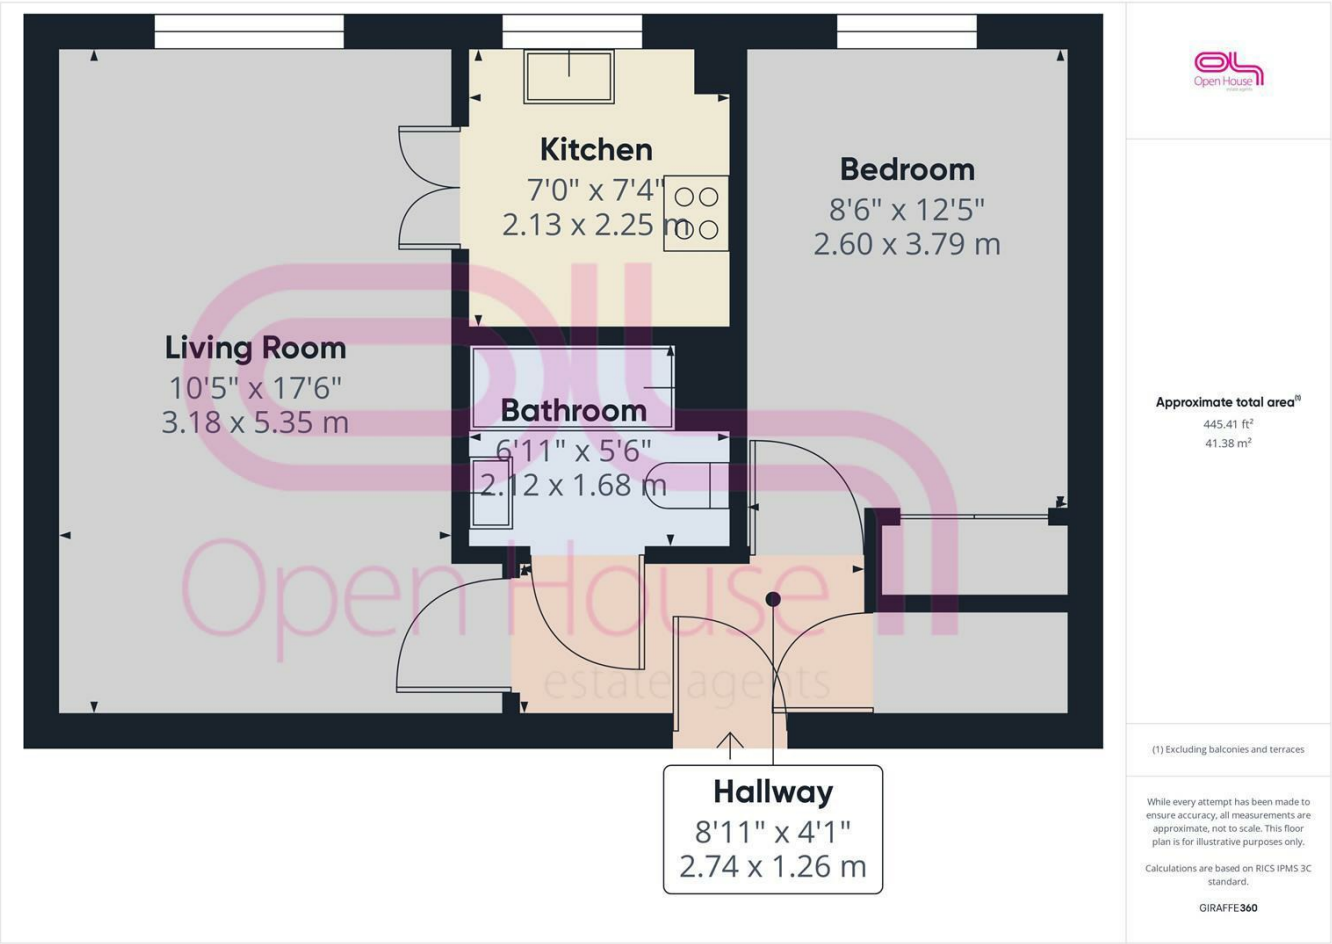 Kitchen
7'0" x 7'4"
2.13 x 2.25 m
Bedroom
8'6" x 12'5"
2.60 x 3.79 m
Living Room
10'5" x 17'6"
3.18 x 5.35 m
Bathroom
6'11" x 5'6"
2.12 x 1.68 m
Open House
estate agents
Hallway
8'11" x 4'1"
2.74 x 1.26 m
Open House
estate agents
Approximate total area⁽¹⁾
445.41 ft²
41.38 m²
(1) Excluding balconies and terraces
While every attempt has been made to
ensure accuracy, all measurements are
approximate, not to scale. This floor
plan is for illustrative purposes only.
Calculations are based on RICS IPMS 3C
standard.
GIRAFFE360